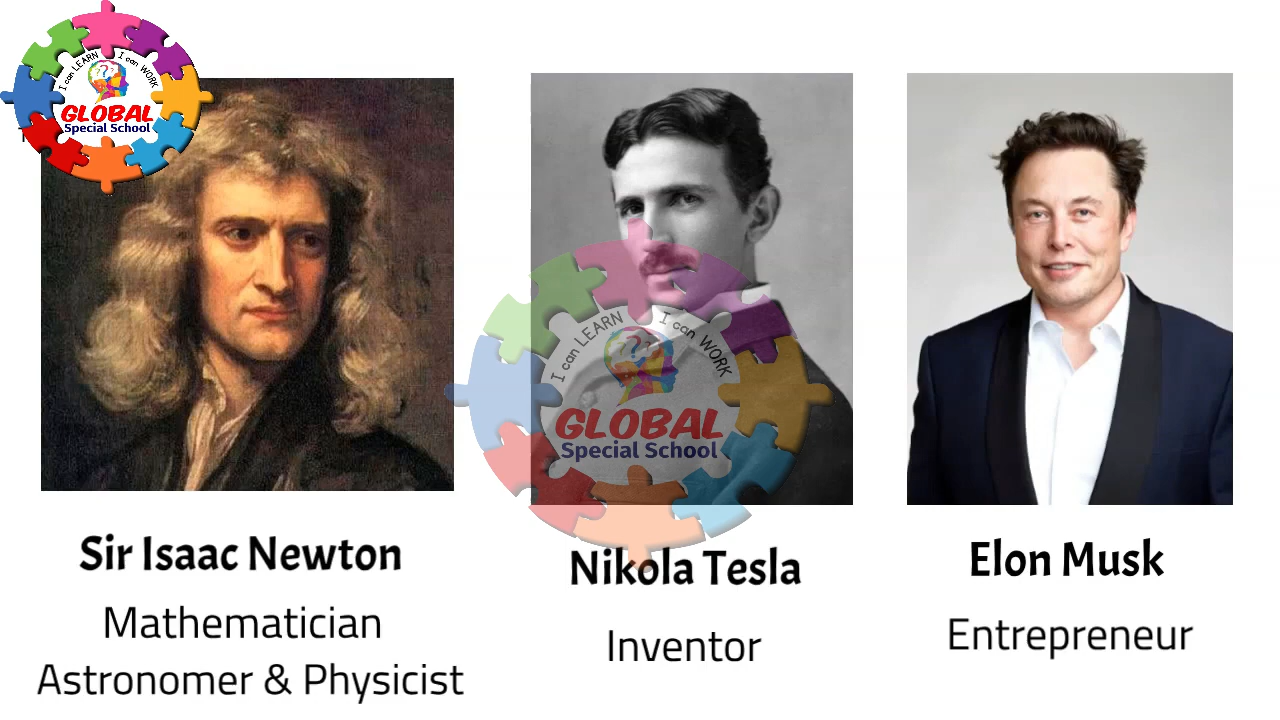 I can LEARN
I can WORK
GLOBAL
Special School
I can LEARN
I can WORK
GLOBAL
Special School
Sir Isaac Newton
Mathematician
Astronomer & Physicist
Nikola Tesla
Inventor
Elon Musk
Entrepreneur